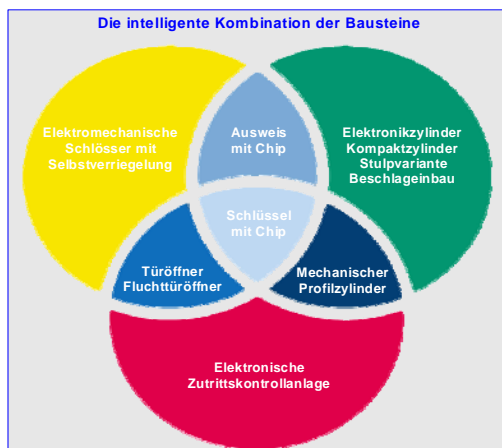 Die intelligente Kombination der Bausteine
Elektromechanische
Schlösser mit
Selbstverriegelung
Ausweis
mit Chip
Elektronikzylinder
Kompaktzylinder
Stulpvariante
Beschlageinbau
Schlüssel
mit Chip
Türöffner
Fluchttüröffner
Mechanischer
Profilzylinder
Elektronische
Zutrittskontrollanlage